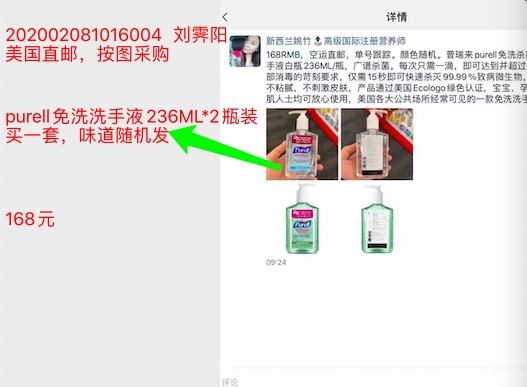 202002081016004  刘霁阳
美国直邮，按图采购
purell免洗洗手液236ML*2瓶装
买一套，味道随机发
168元
详情
新西兰姚竹🎩高级国际注册营养师
168RMB，空运直邮，单号跟踪。颜色随机。普瑞来purell免洗杀
手液白瓶236ML/瓶，广谱杀菌。每次只需一滴，即可达到并超过
部消毒的苛刻要求，仅需15秒即可快速杀灭99.99%致病微生物，
不粘腻，不刺激皮肤，产品通过美国Ecologo绿色认证，宝宝、孕
肌人士均可放心使用，美国各大公共场所经常可见的一款免洗洗手
Purell
Purell
09:24
评论